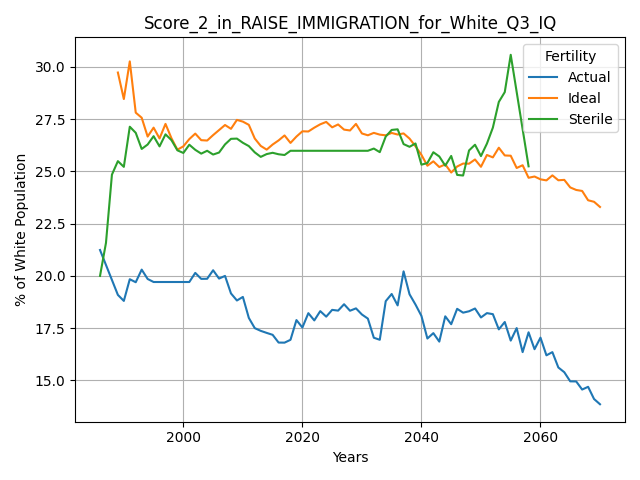 Score_2_in_RAISE_IMMIGRATION_for_White_Q3_IQ
% of White Population
30.0
27.5
25.0
22.5
20.0
17.5
15.0
Fertility
Actual
Ideal
Sterile
2000
2020
2040
2060
Years